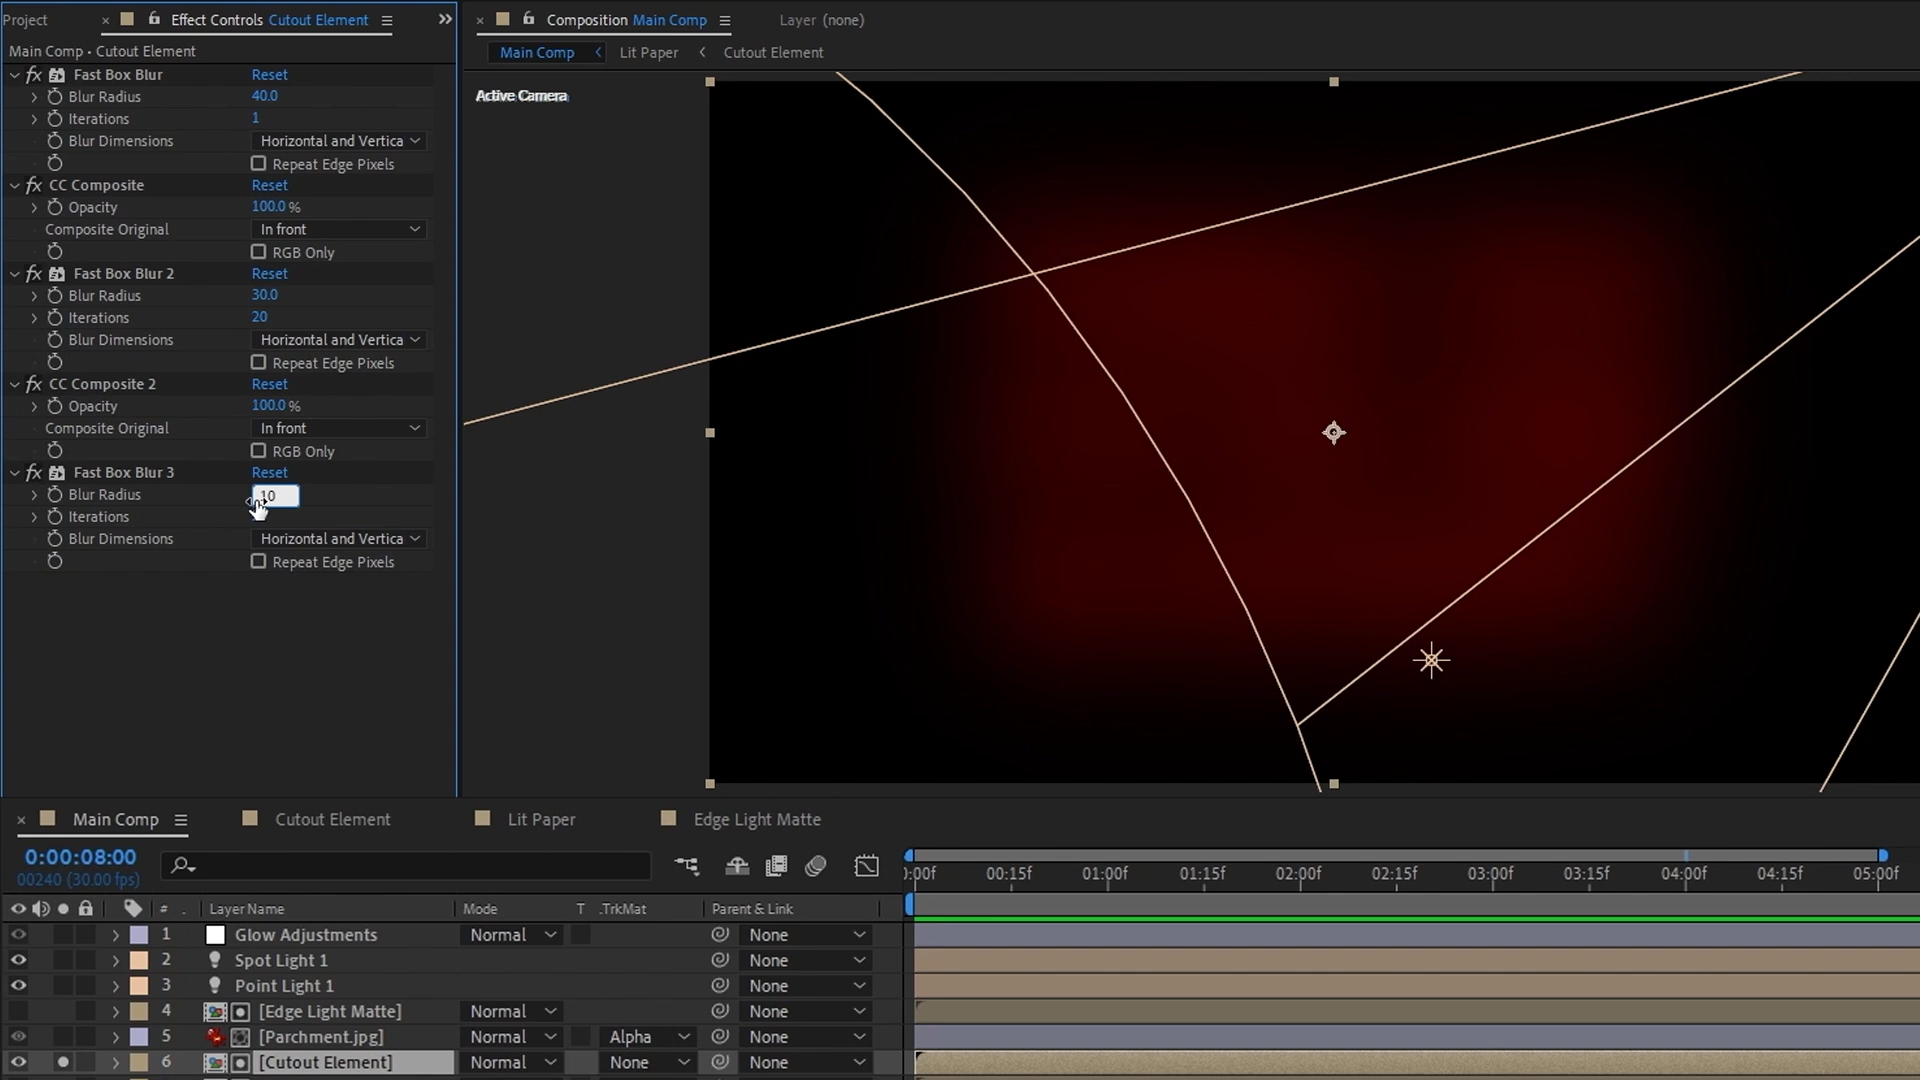 Project
Effect Controls Cutout Element
Main Comp • Cutout Element
fx Fast Box Blur Reset
Blur Radius 40.0
Iterations 1
Blur Dimensions Horizontal and Vertica
Repeat Edge Pixels
fx CC Composite Reset
Opacity 100.0 %
Composite Original In front
RGB Only
fx Fast Box Blur 2 Reset
Blur Radius 30.0
Iterations 20
Blur Dimensions Horizontal and Vertica
Repeat Edge Pixels
fx CC Composite 2 Reset
Opacity 100.0 %
Composite Original In front
RGB Only
fx Fast Box Blur 3 Reset
Blur Radius 10
Iterations
Blur Dimensions Horizontal and Vertica
Repeat Edge Pixels
Composition Main Comp Layer (none)
Main Comp Lit Paper Cutout Element
Active Camera
Main Comp Cutout Element Lit Paper Edge Light Matte
0:00:08:00
00240 (30.00 fps)
):00f 00:15f 01:00f 01:15f 02:00f 02:15f 03:00f 03:15f 04:00f 04:15f 05:00f
# Layer Name Mode T .TrkMat Parent & Link
1 Glow Adjustments Normal None
2 Spot Light 1 None
3 Point Light 1 None
4 [Edge Light Matte] Normal None
5 [Parchment.jpg] Normal Alpha None
6 [Cutout Element] Normal None None